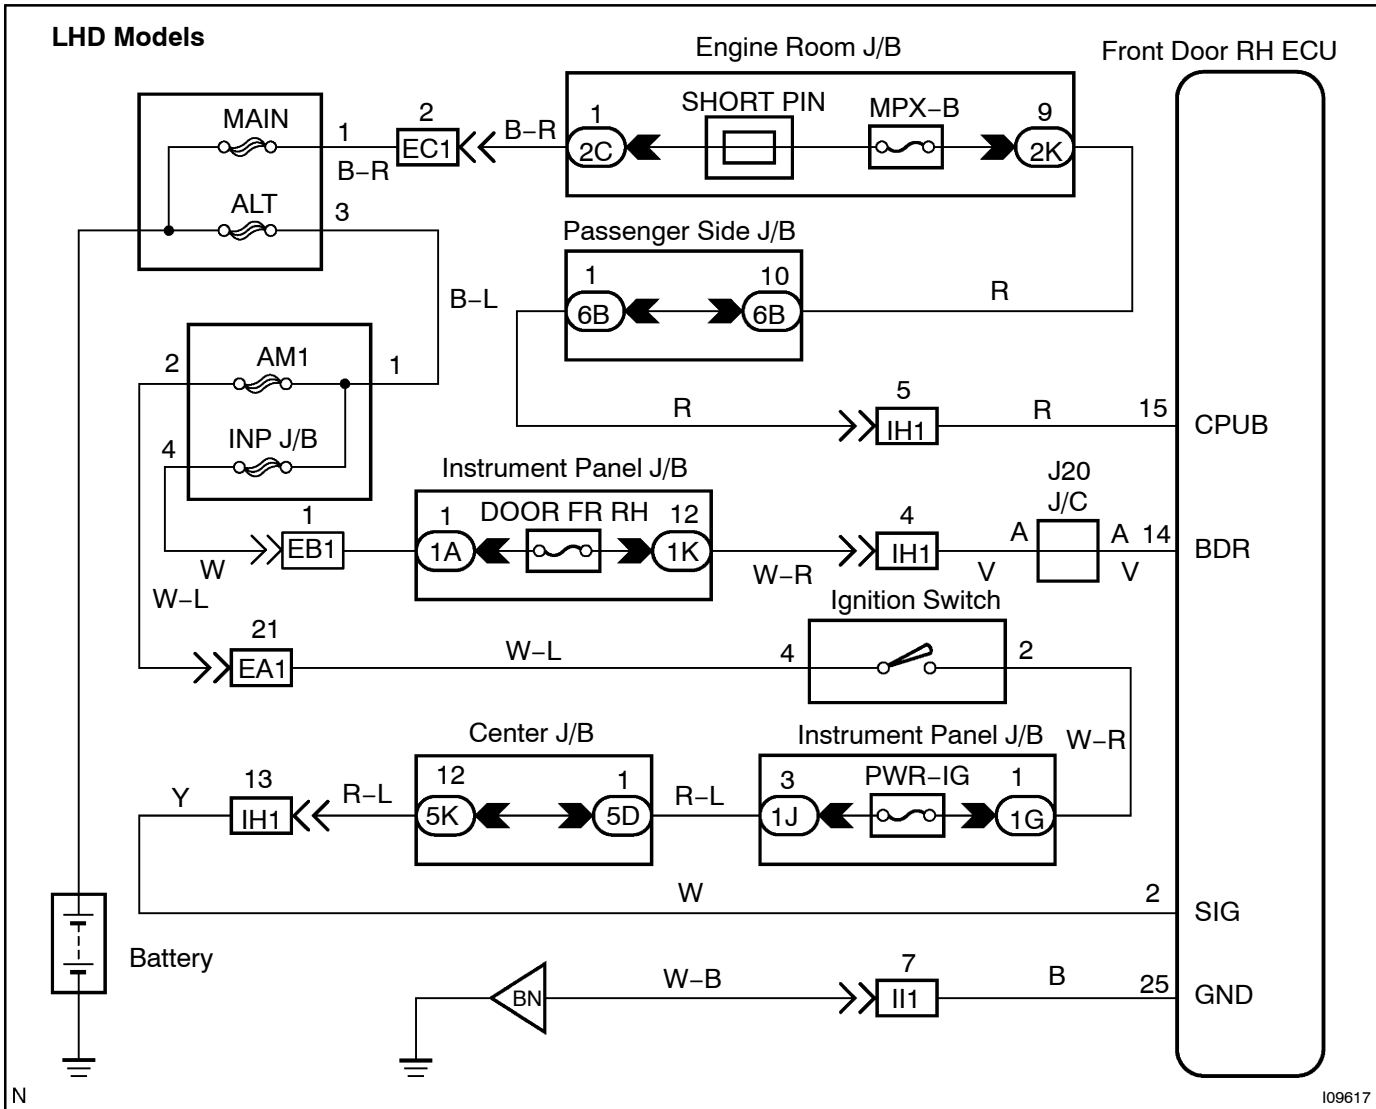 LHD Models
Engine Room J/B
Front Door RH ECU
MAIN
1
2
EC1
B-R
B-R
1
2C
SHORT PIN
MPX-B
9
2K
ALT
3
Passenger Side J/B
1
6B
10
6B
R
B-L
2
AM1
1
R
5
IH1
R
15
CPUB
4
INP J/B
Instrument Panel J/B
J20
J/C
1
EB1
1
1A
DOOR FR RH
12
1K
4
IH1
A
A
14
BDR
W
W-R
V
V
W-L
Ignition Switch
21
EA1
W-L
4
2
Center J/B
Instrument Panel J/B
W-R
Y
13
IH1
R-L
12
5K
1
5D
R-L
3
1J
PWR-IG
1
1G
W
2
SIG
Battery
BN
W-B
7
II1
B
25
GND
N
I09617